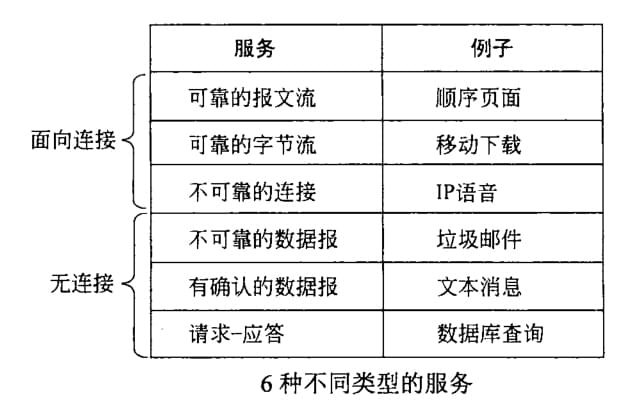 服务 例子
面向连接
可靠的报文流 顺序页面
可靠的字节流 移动下载
不可靠的连接 IP语音
无连接
不可靠的数据报 垃圾邮件
有确认的数据报 文本消息
请求-应答 数据库查询
6种不同类型的服务